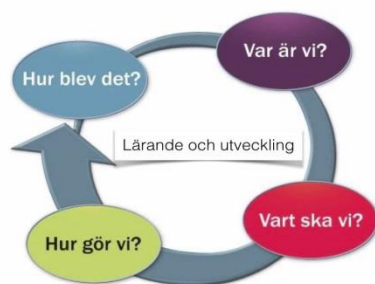 Hur blev det?
Var är vi?
Lärande och utveckling
Hur gör vi?
Vart ska vi?